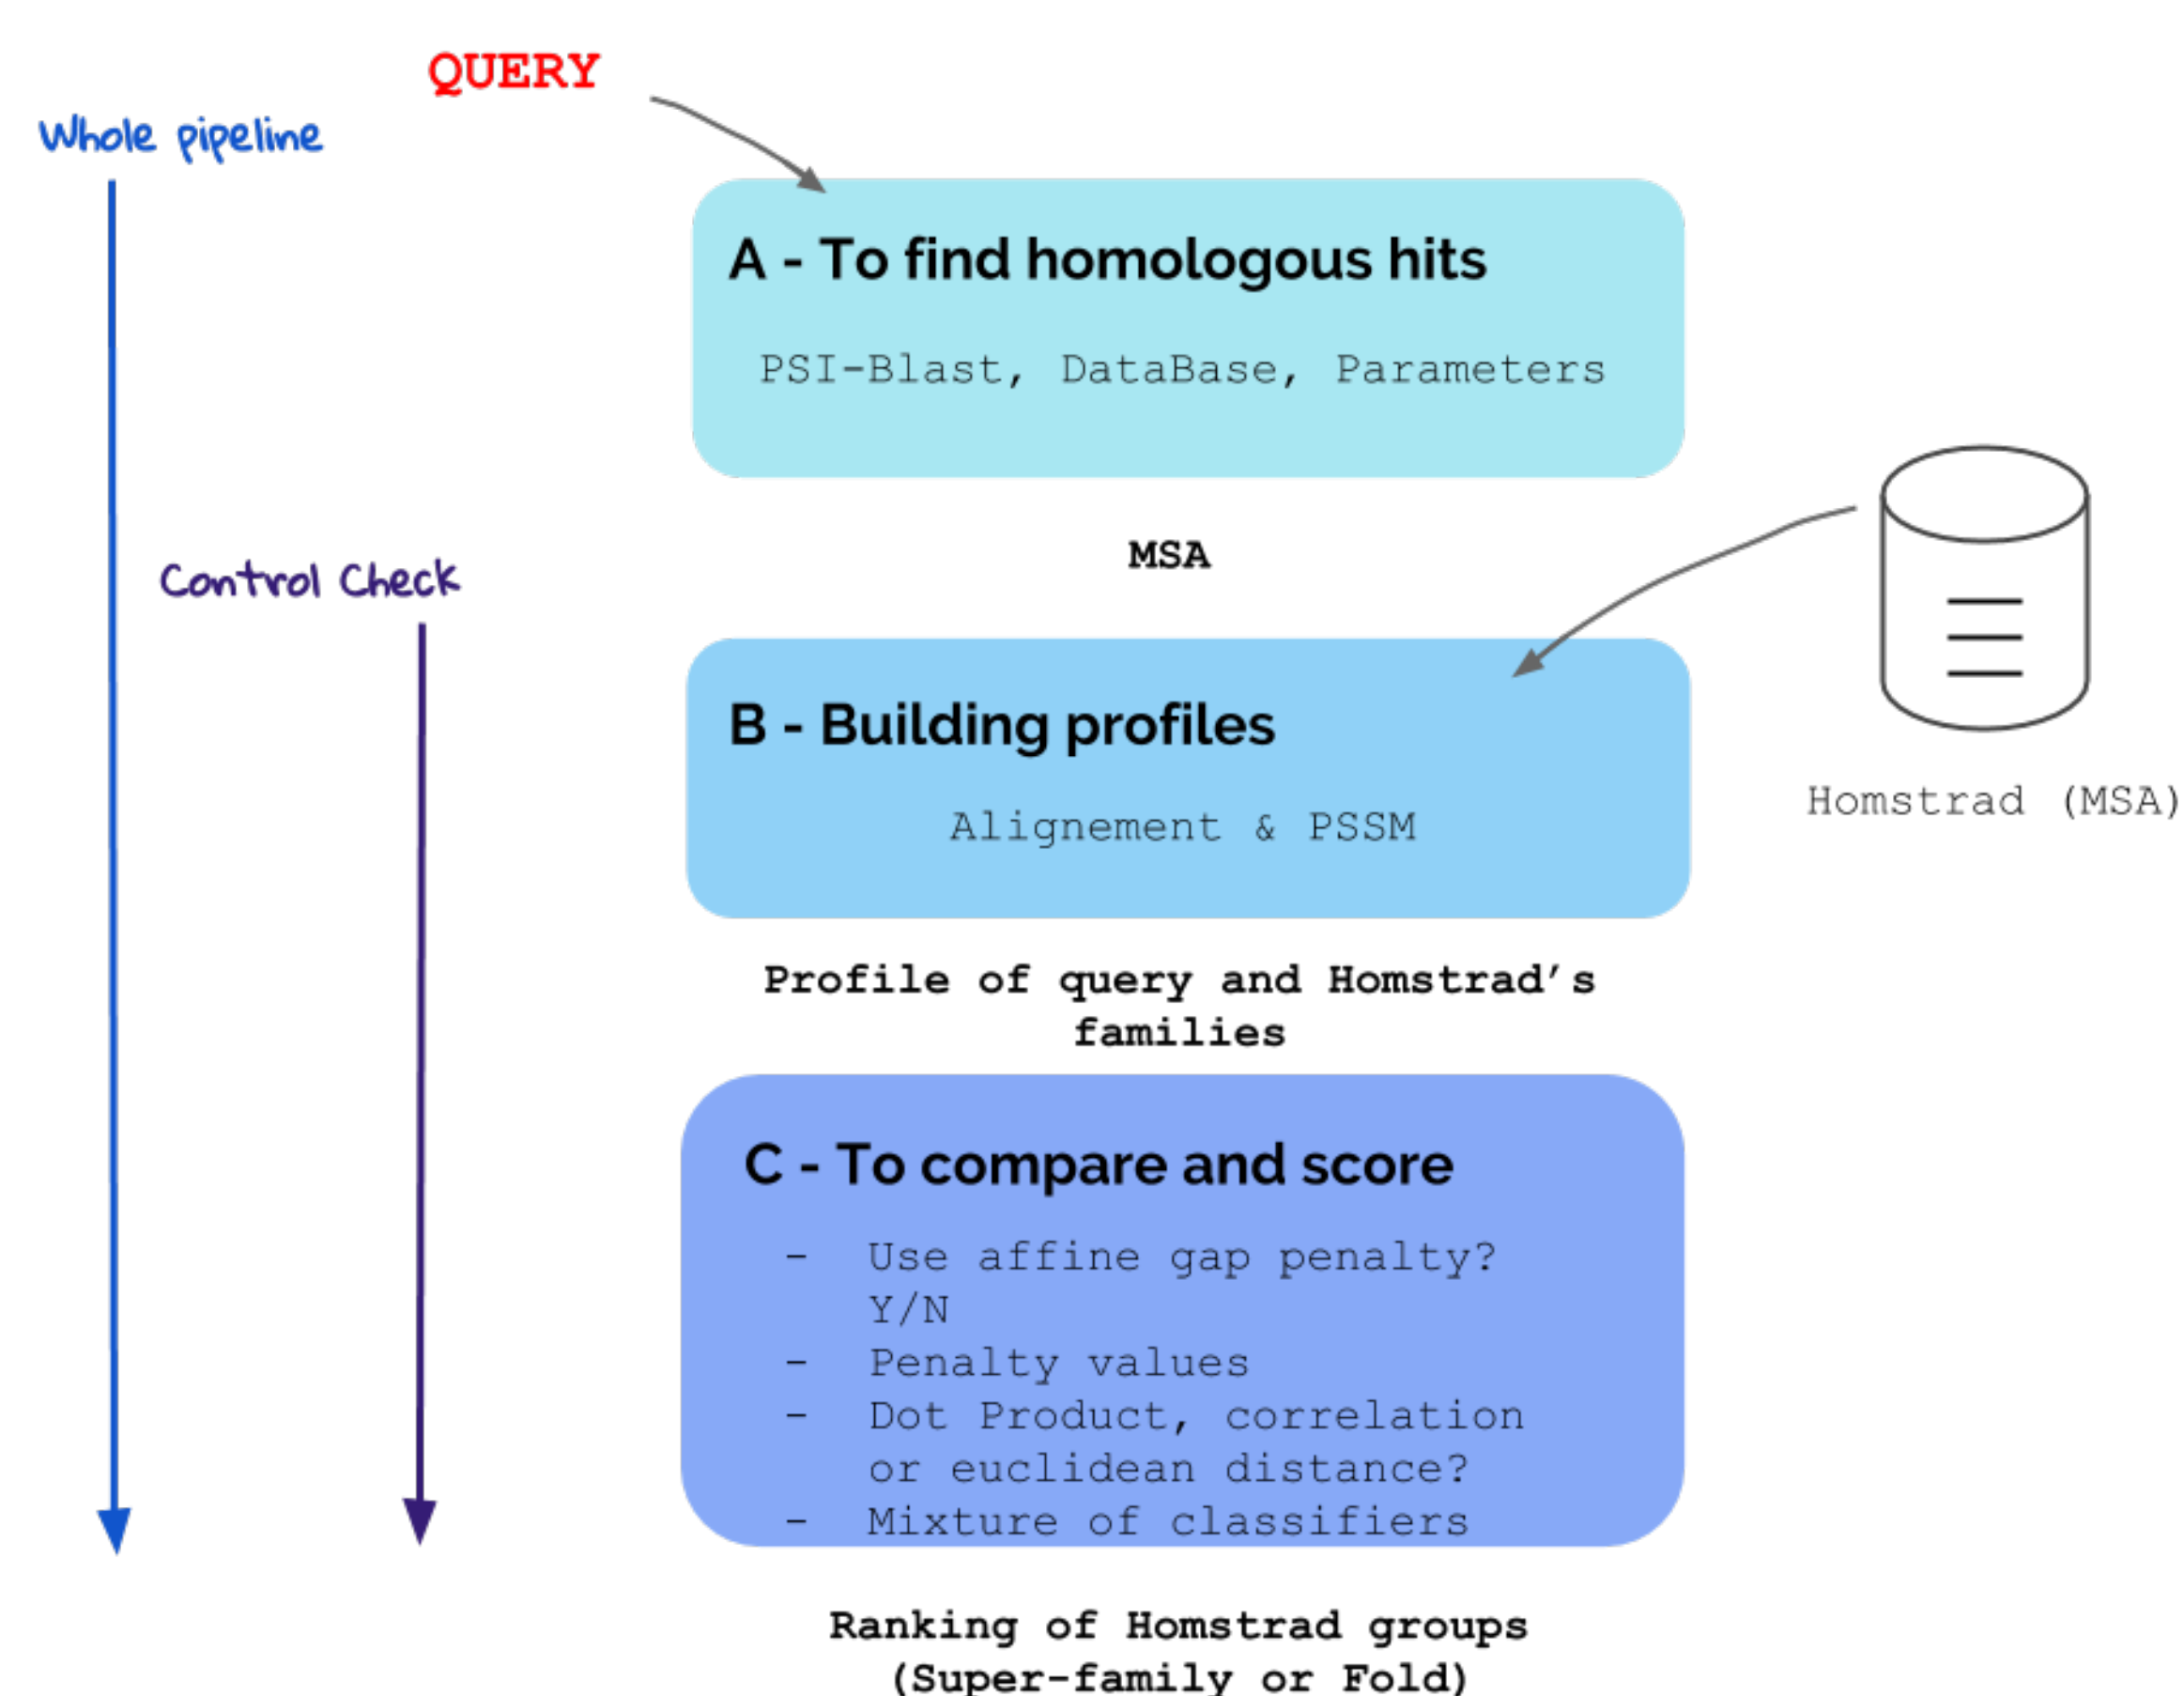 QUERY
Whole pipeline
A - To find homologous hits
PSI-Blast, DataBase, Parameters
MSA
Control Check
B - Building profiles
Alignement & PSSM
Homstrad (MSA)
Profile of query and Homstrad’s
families
C - To compare and score
- Use affine gap penalty?
Y/N
- Penalty values
- Dot Product, correlation
or euclidean distance?
- Mixture of classifiers
Ranking of Homstrad groups
(Super-family or Fold)